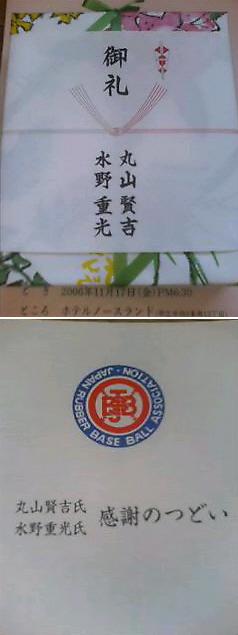 御礼
丸山賢吉
水野重光
とき 2006年11月17日(金)PM6:30
ところ ホテルノースランド
JAPAN RUBBER BASE BALL ASSOCIATION
丸山賢吉氏
水野重光氏
感謝のつどい